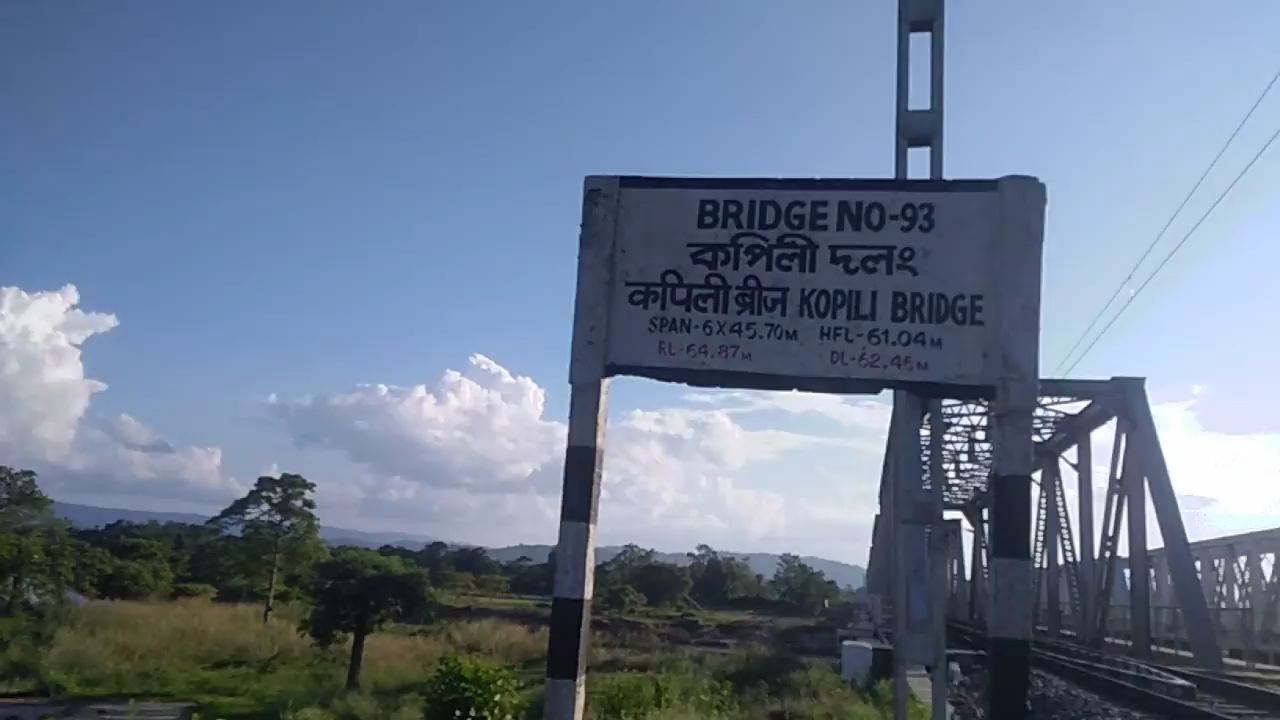 BRIDGE NO-93
কপিলী দলং
कपिली ब्रीज KOPILI BRIDGE
SPAN-6X45.70M HFL-61.04M
RL-64.87M DL-62.46M